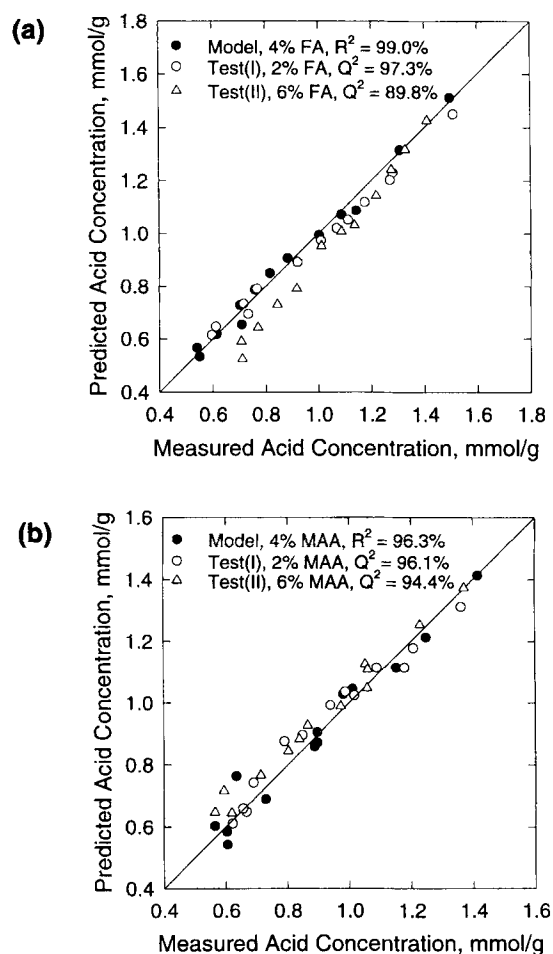 (a)
Model, 4% FA, R² = 99.0%
Test(I), 2% FA, Q² = 97.3%
Test(II), 6% FA, Q² = 89.8%
Predicted Acid Concentration, mmol/g
1.8
1.6
1.4
1.2
1.0
0.8
0.6
0.4
0.4 0.6 0.8 1.0 1.2 1.4 1.6 1.8
Measured Acid Concentration, mmol/g
(b)
Model, 4% MAA, R² = 96.3%
Test(I), 2% MAA, Q² = 96.1%
Test(II), 6% MAA, Q² = 94.4%
Predicted Acid Concentration, mmol/g
1.6
1.4
1.2
1.0
0.8
0.6
0.4
0.4 0.6 0.8 1.0 1.2 1.4 1.6
Measured Acid Concentration, mmol/g